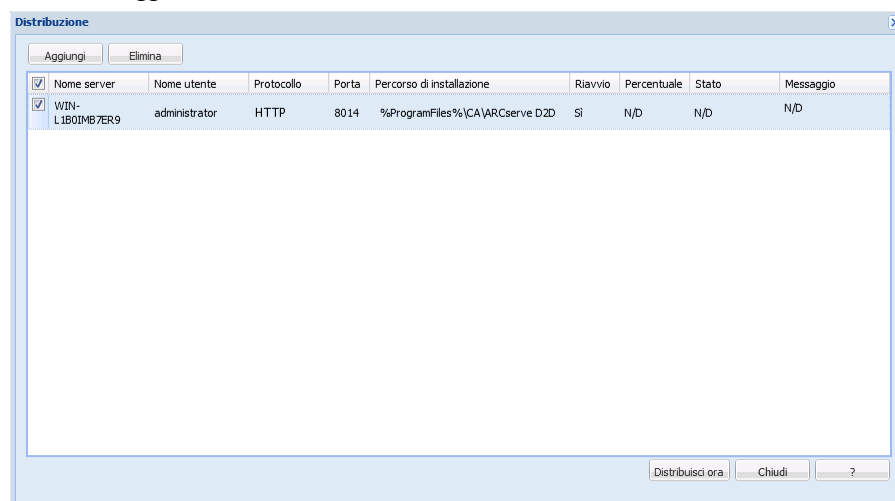 Distribuzione
Aggiungi Elimina
Nome server Nome utente Protocollo Porta Percorso di installazione Riavvio Percentuale Stato Messaggio
WIN-
L1B0IMB7ER9 administrator HTTP 8014 %ProgramFiles%\CA\ARCserve D2D Sì N/D N/D N/D
Distribuisci ora Chiudi ?